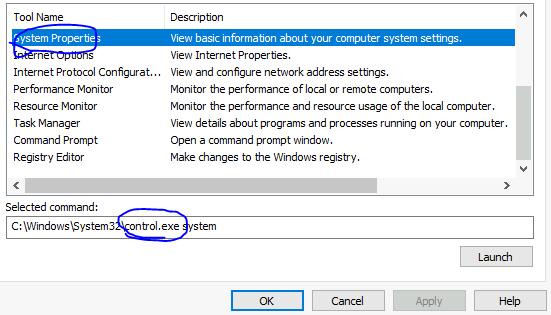 Tool Name Description
System Properties View basic information about your computer system settings.
Internet Options View Internet Properties.
Internet Protocol Configurat... View and configure network address settings.
Performance Monitor Monitor the performance of local or remote computers.
Resource Monitor Monitor the performance and resource usage of the local computer.
Task Manager View details about programs and processes running on your computer.
Command Prompt Open a command prompt window.
Registry Editor Make changes to the Windows registry.
Selected command:
C:\Windows\System32\control.exe system
Launch
OK Cancel Apply Help